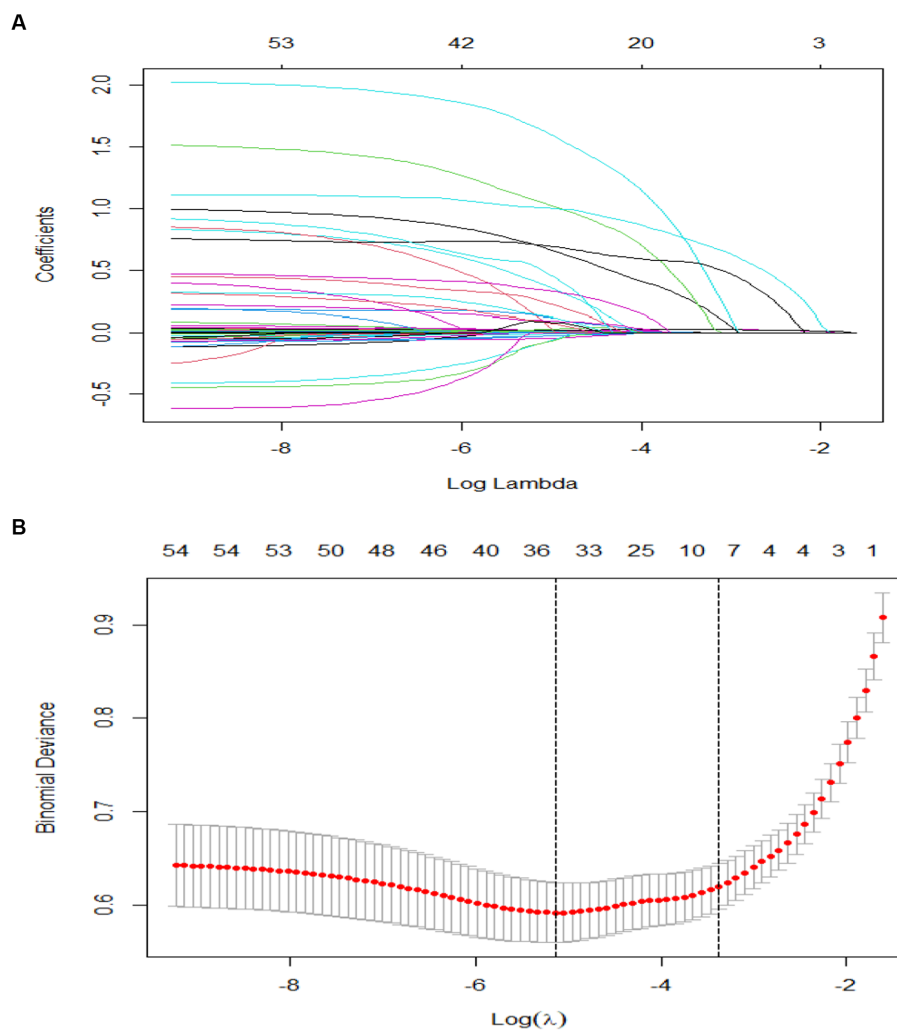 A
53 42 20 3
2.0
1.5
1.0
0.5
0.0
-0.5
Coefficients
-8 -6 -4 -2
Log Lambda
B
54 54 53 50 48 46 40 36 33 25 10 7 4 4 3 1
0.9
0.8
0.7
0.6
Binomial Deviance
-8 -6 -4 -2
Log(λ)